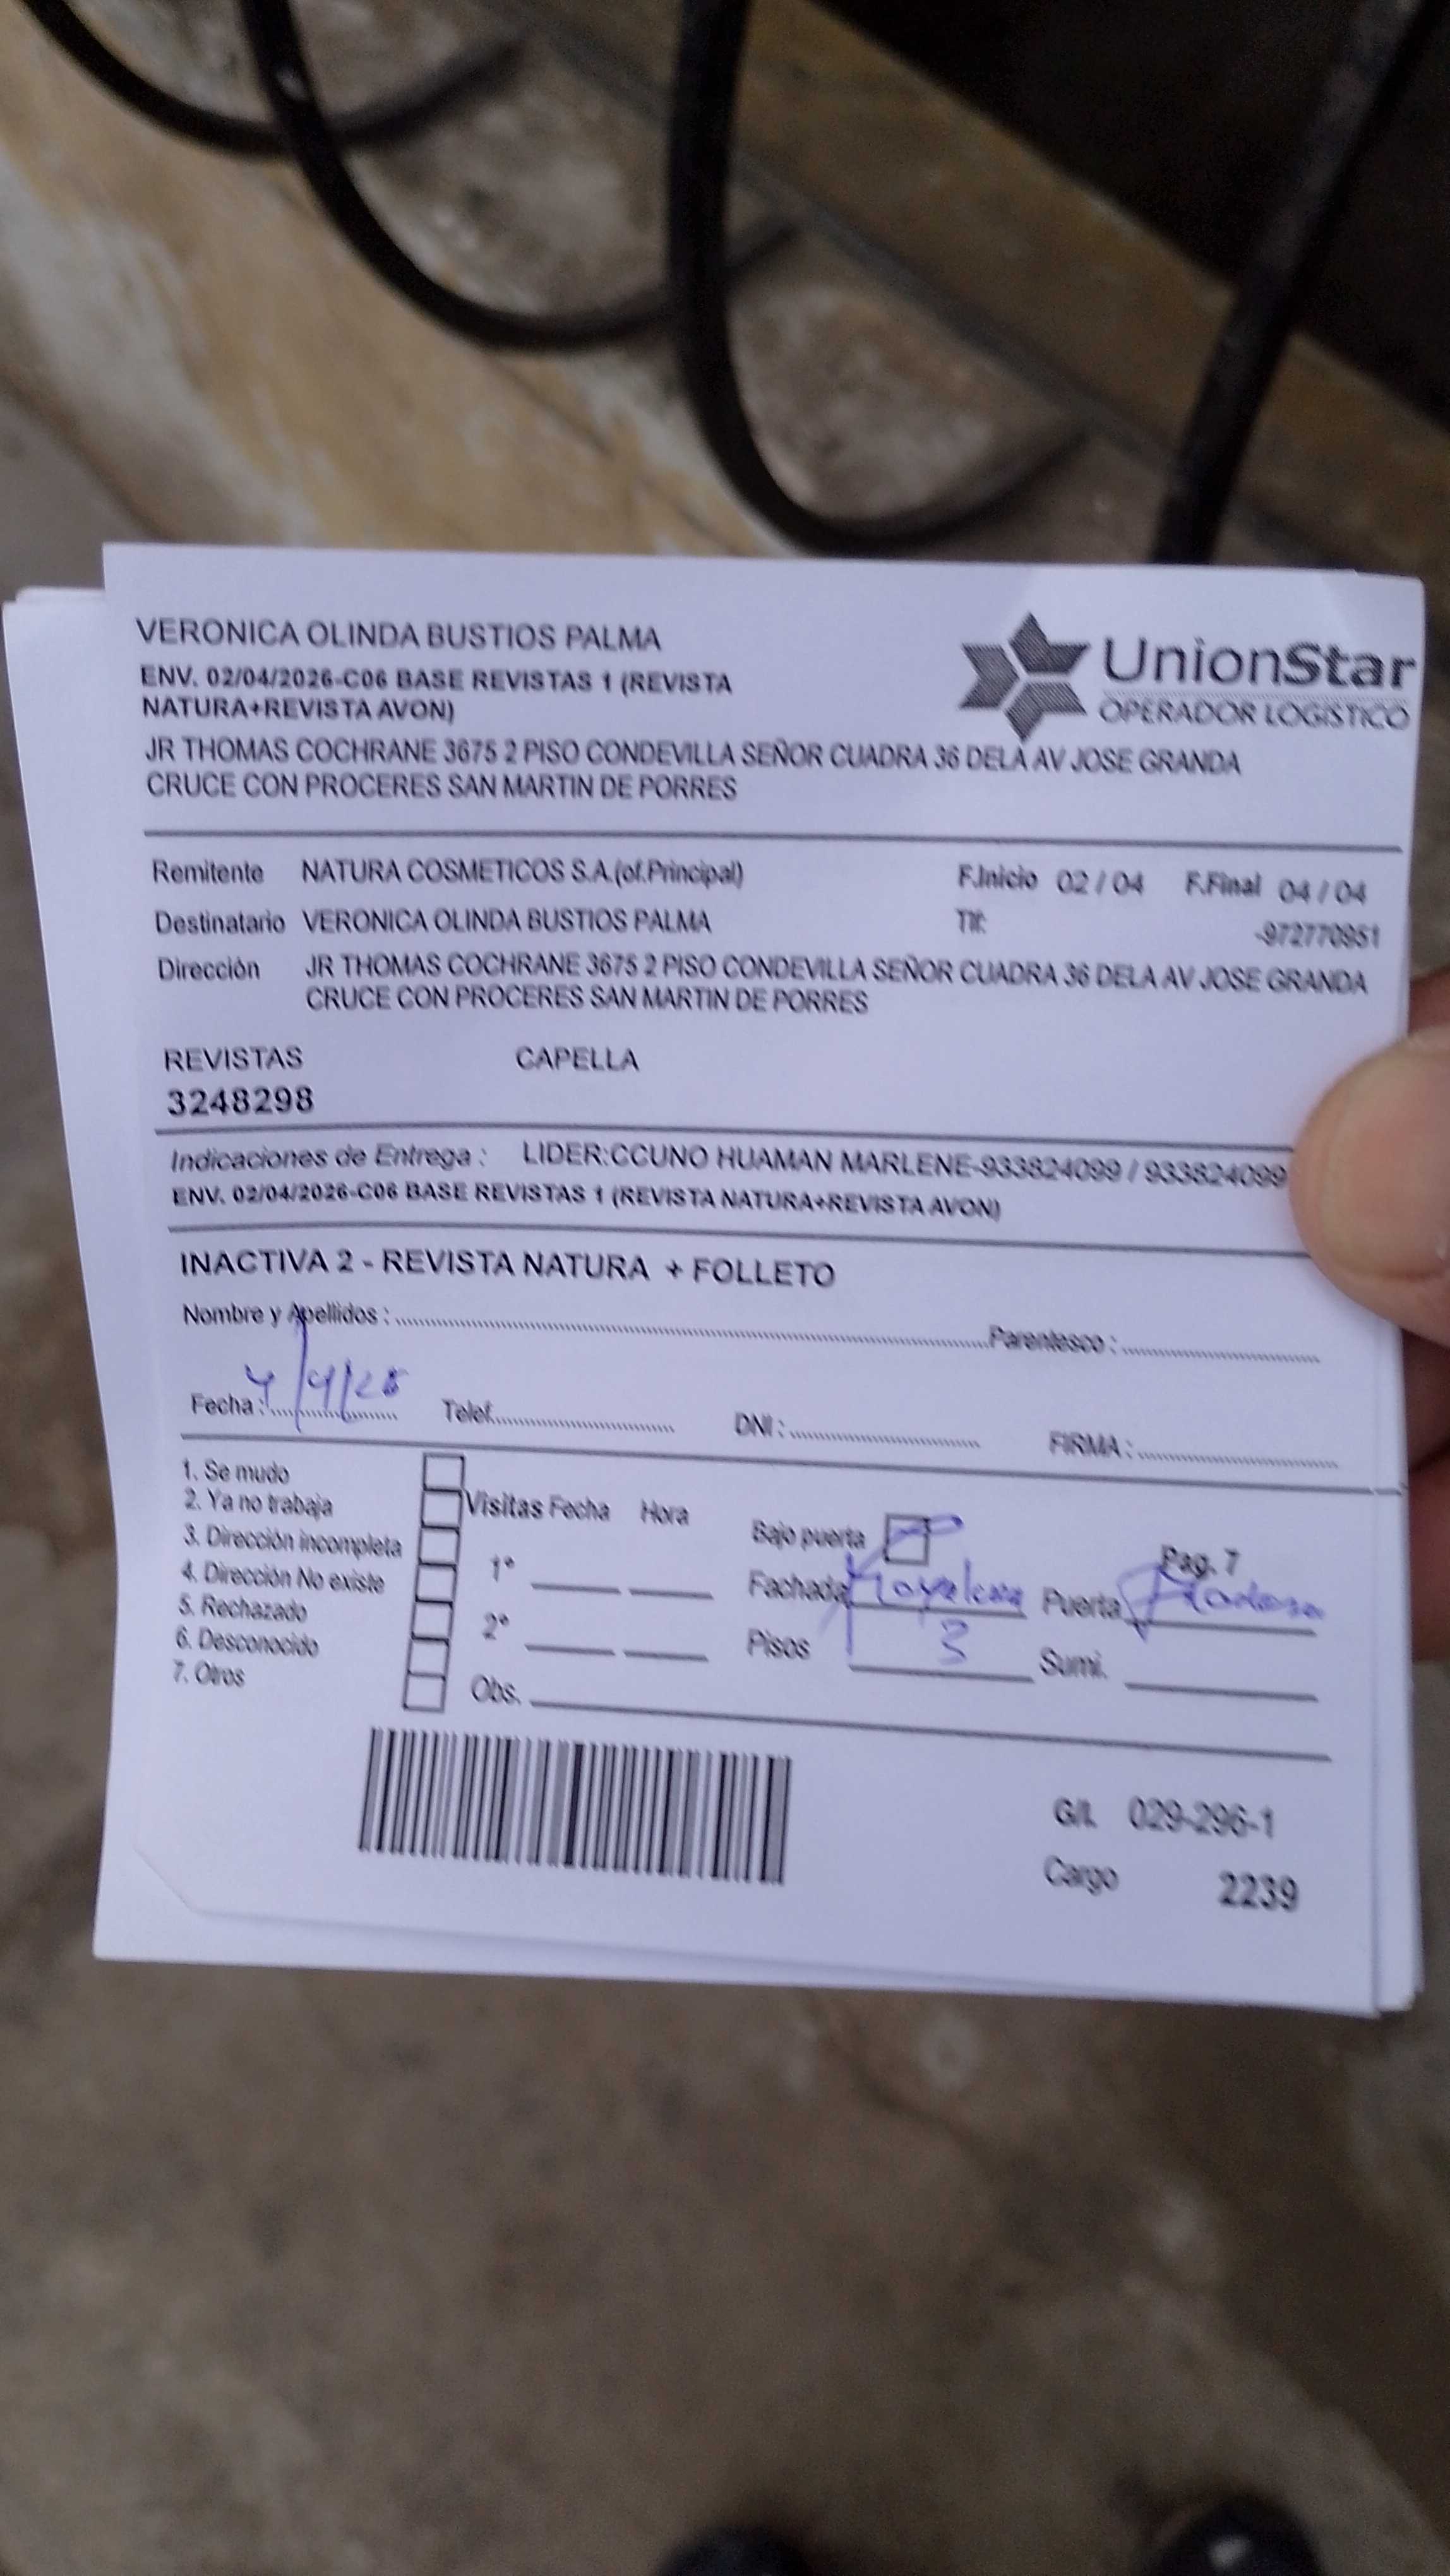 VERONICA OLINDA BUSTIOS PALMA
UnionStar
OPERADOR LOGISTICO
ENV. 02/04/2026-C06 BASE REVISTAS 1 (REVISTA
NATURA+REVISTA AVON)
JR THOMAS COCHRANE 3675 2 PISO CONDEVILLA SEÑOR CUADRA 36 DELA AV JOSE GRANDA
CRUCE CON PROCERES SAN MARTIN DE PORRES
Remitente NATURA COSMETICOS S.A.(of.Principal) F.Inicio 02 / 04 F.Final 04 / 04
Destinatario VERONICA OLINDA BUSTIOS PALMA Tlf: -972770951
Dirección JR THOMAS COCHRANE 3675 2 PISO CONDEVILLA SEÑOR CUADRA 36 DELA AV JOSE GRANDA
CRUCE CON PROCERES SAN MARTIN DE PORRES
REVISTAS CAPELLA
3248298
Indicaciones de Entrega : LIDER:CCUNO HUAMAN MARLENE-933824099 / 933824099
ENV. 02/04/2026-C06 BASE REVISTAS 1 (REVISTA NATURA+REVISTA AVON)
INACTIVA 2 - REVISTA NATURA + FOLLETO
Nombre y Apellidos : Parentesco :
Fecha : Telef. DNI : FIRMA :
1. Se mudo
2. Ya no trabaja
3. Dirección incompleta
4. Dirección No existe
5. Rechazado
6. Desconocido
7. Otros
Visitas Fecha Hora
1°
2°
Obs.
Bajo puerta Pag. 7
Fachada Puerta
Pisos 3 Sumi.
G/I. 029-296-1
Cargo 2239